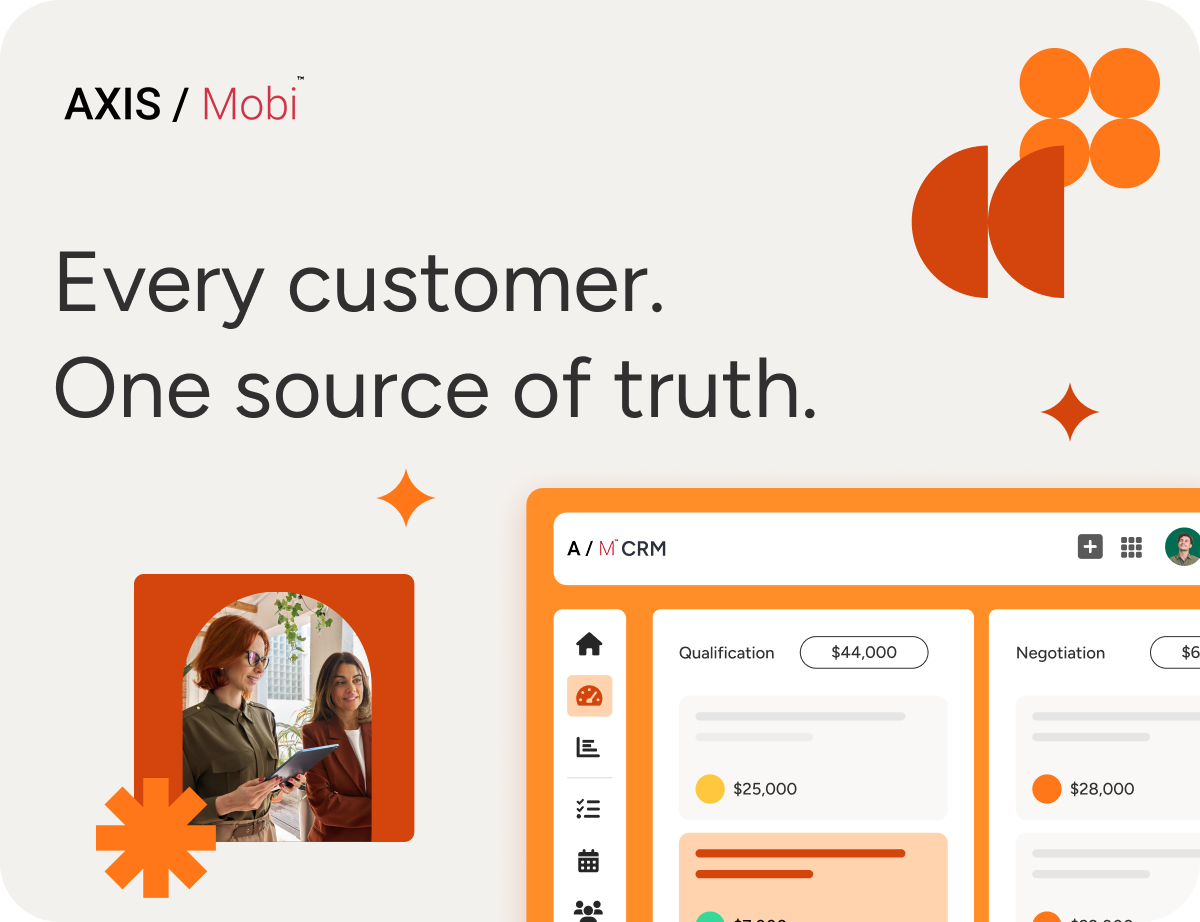 AXIS / Mobi™
Every customer.
One source of truth.
A / M™ CRM
Qualification
$44,000
Negotiation
$25,000
$28,000